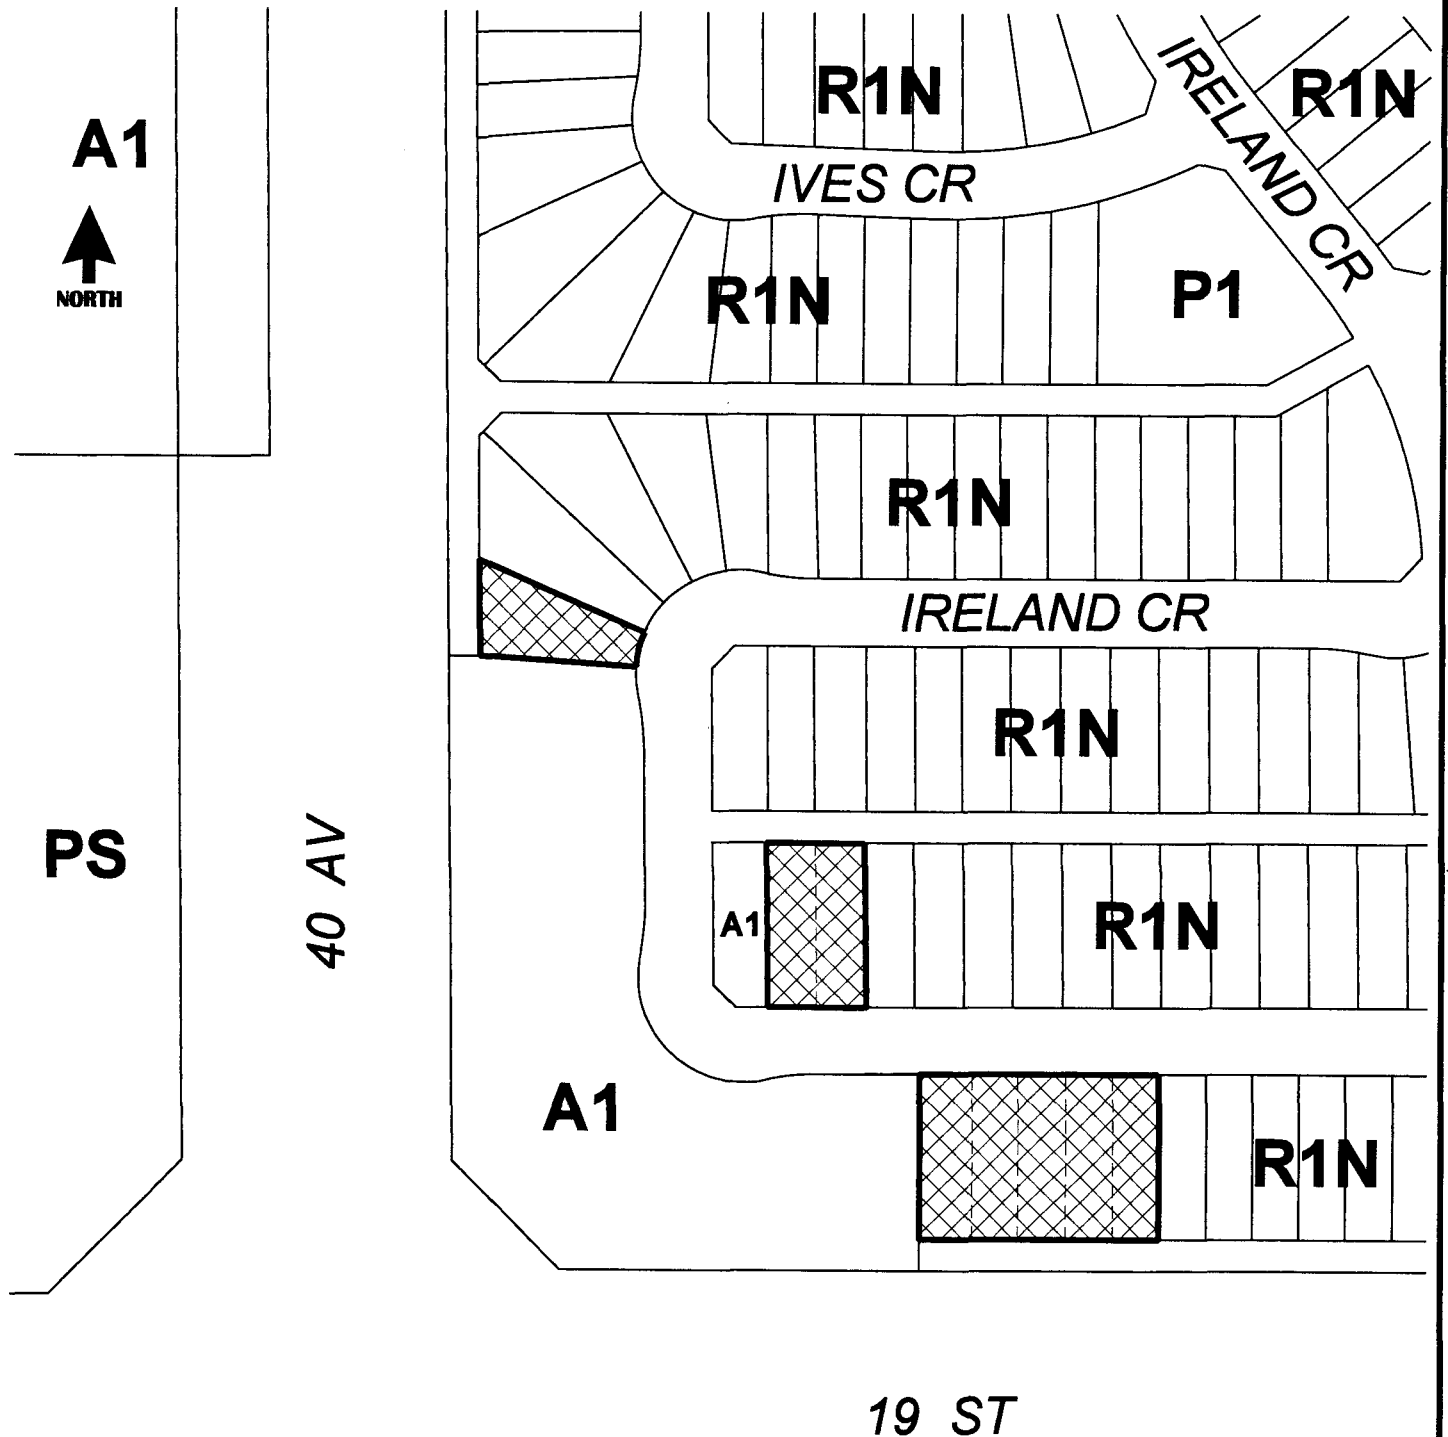 R1N
R1N
IRELAND CR
A1
IVES CR
NORTH
R1N
P1
R1N
IRELAND CR
R1N
PS
40 AV
A1
R1N
A1
R1N
19 ST